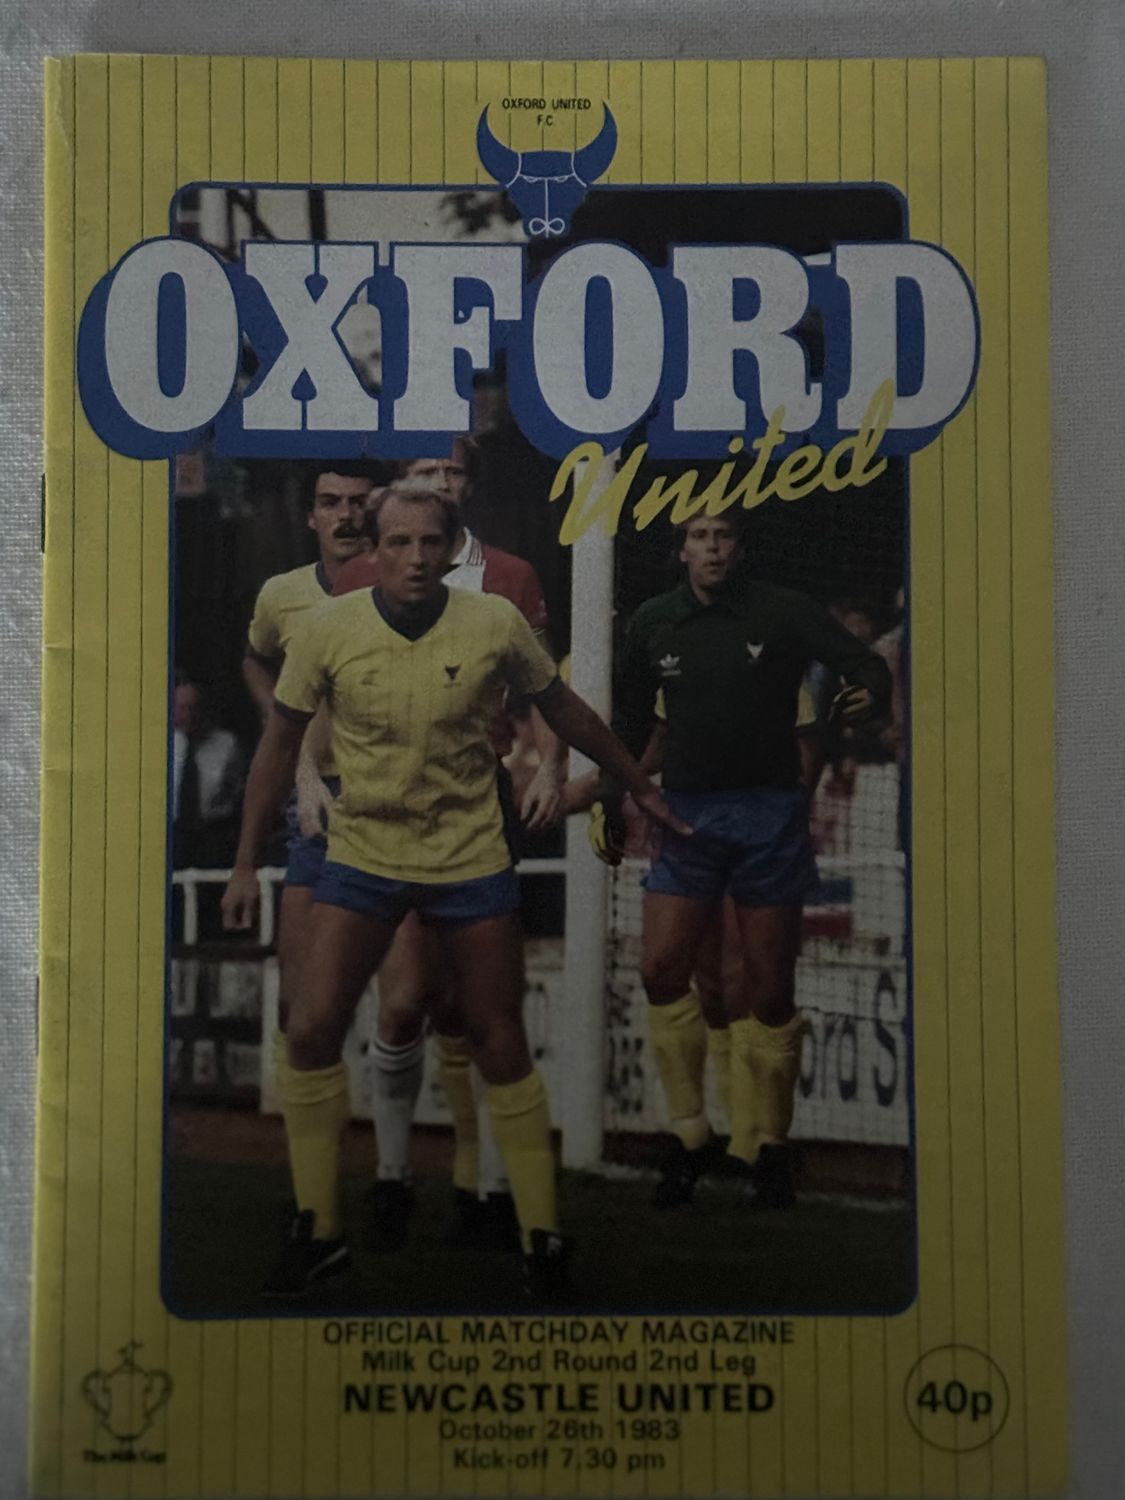 OXFORD UNITED
F.C.
OXFORD
United
ord S
OFFICIAL MATCHDAY MAGAZINE
Milk Cup 2nd Round 2nd Leg
NEWCASTLE UNITED
October 26th 1983
Kick-off 7.30 pm
The Milk Cup
40p